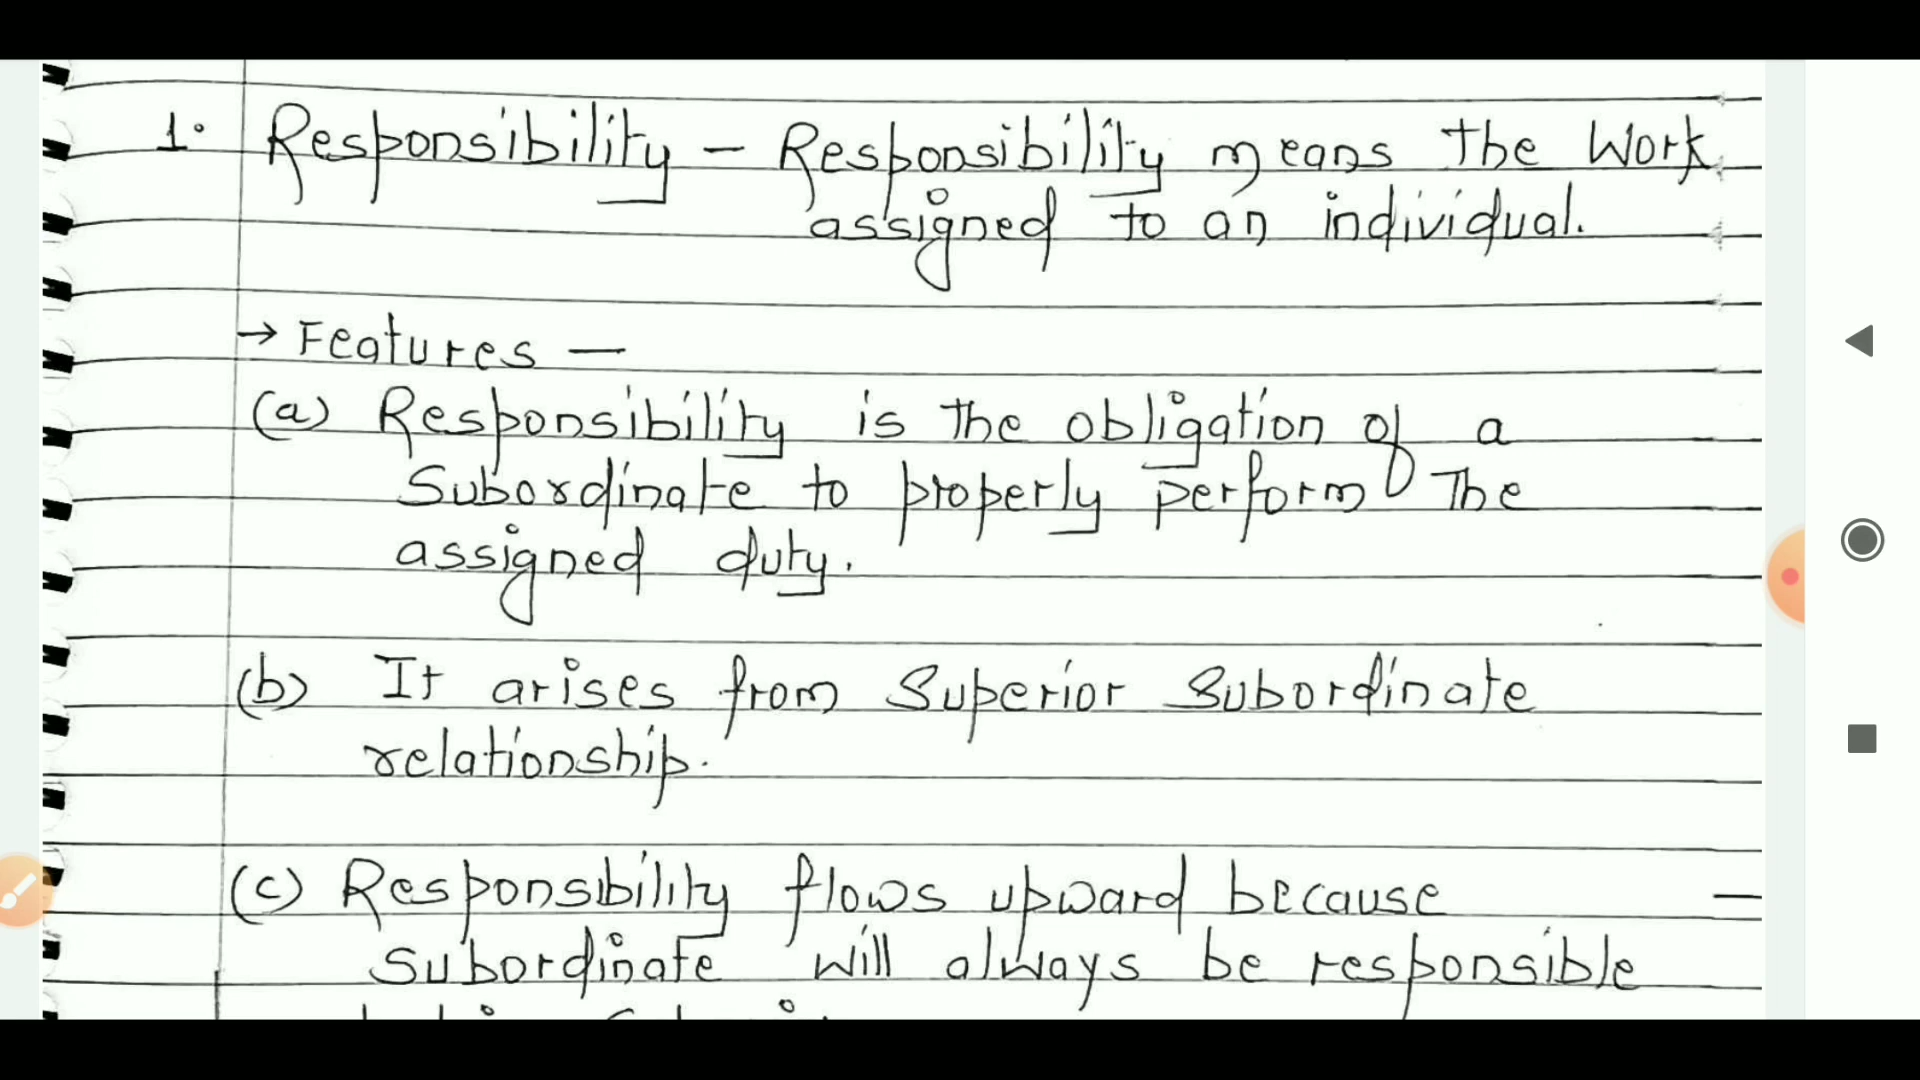 1. Responsibility - Responsibility means the Work
assigned to an individual.
→ Features -
(a) Responsibility is the obligation of a
Subordinate to properly perform the
assigned duty.
(b) It arises from Superior Subordinate
relationship.
(c) Responsibility flows upward because
subordinate will always be responsible